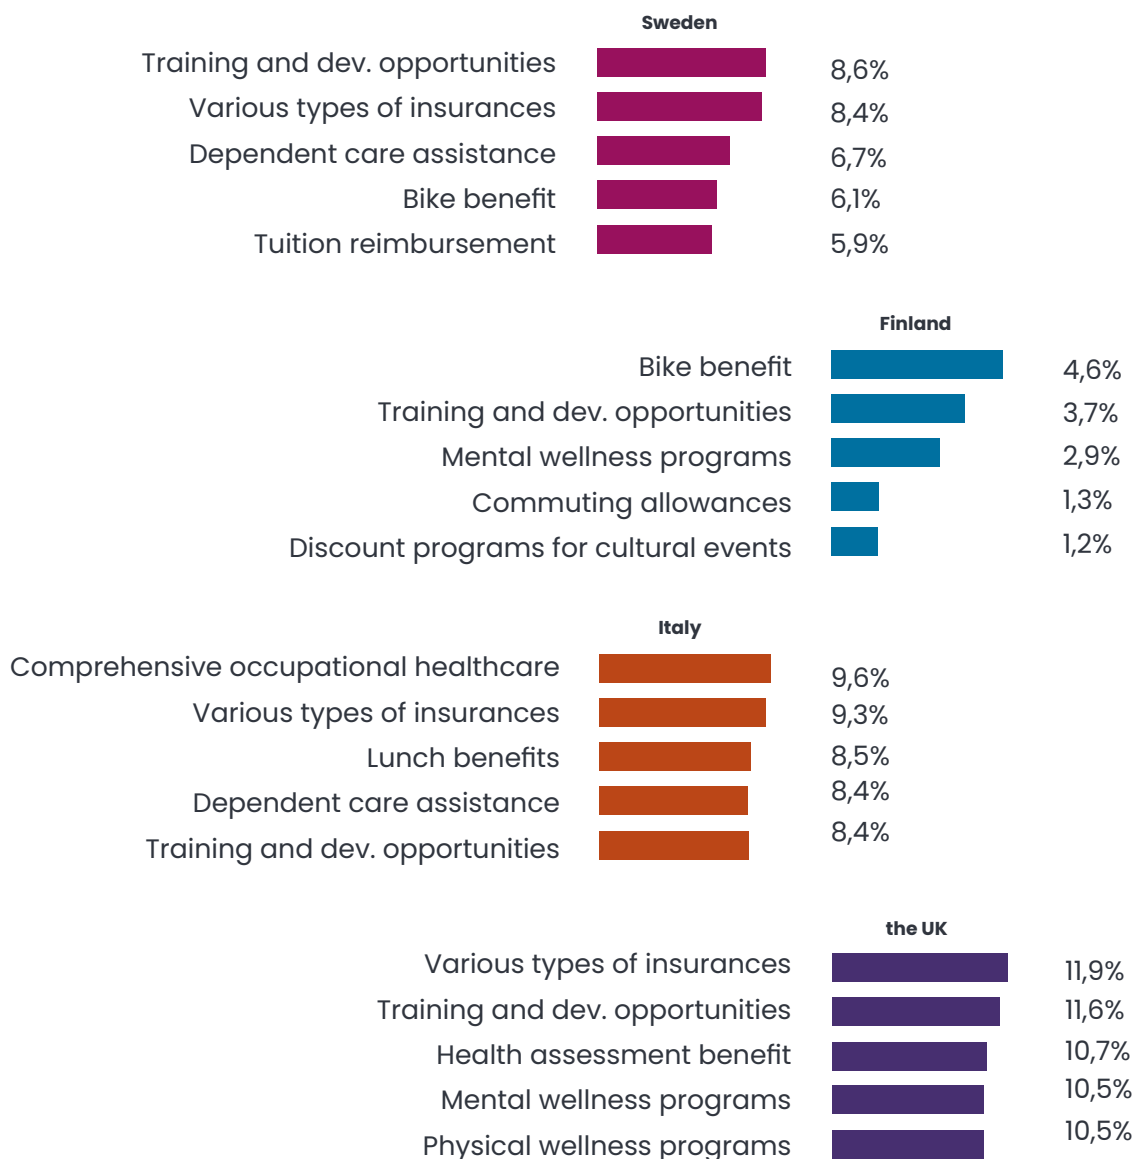 Sweden
Training and dev. opportunities 8,6%
Various types of insurances 8,4%
Dependent care assistance 6,7%
Bike benefit 6,1%
Tuition reimbursement 5,9%
Finland
Bike benefit 4,6%
Training and dev. opportunities 3,7%
Mental wellness programs 2,9%
Commuting allowances 1,3%
Discount programs for cultural events 1,2%
Italy
Comprehensive occupational healthcare 9,6%
Various types of insurances 9,3%
Lunch benefits 8,5%
Dependent care assistance 8,4%
Training and dev. opportunities 8,4%
the UK
Various types of insurances 11,9%
Training and dev. opportunities 11,6%
Health assessment benefit 10,7%
Mental wellness programs 10,5%
Physical wellness programs 10,5%